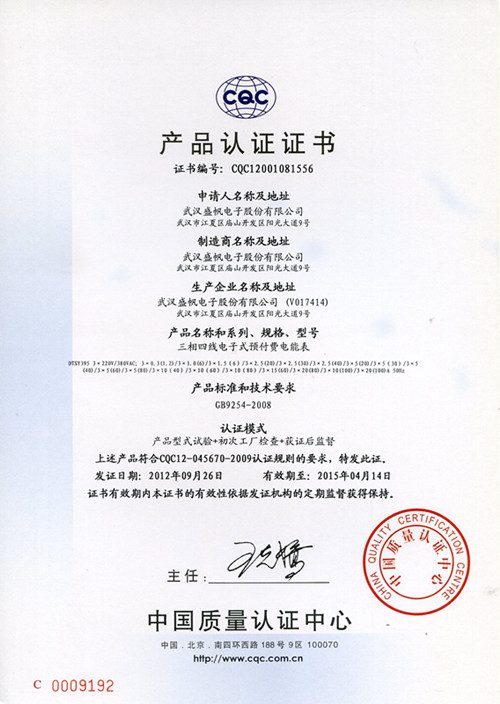 CQC
产品认证证书
证书编号: CQC12001081556
申请人名称及地址
武汉盛帆电子股份有限公司
武汉市江夏区庙山开发区阳光大道9号
制造商名称及地址
武汉盛帆电子股份有限公司
武汉市江夏区庙山开发区阳光大道9号
生产企业名称及地址
武汉盛帆电子股份有限公司 (V017414)
武汉市江夏区庙山开发区阳光大道9号
产品名称和系列、规格、型号
三相四线电子式预付费电能表
DTSY395 3×220V/380VAC; 3×0.3(1.2)/3×1.0(6)/3×1.5(6)/3×2.5(20)/3×2.5(30)/3×2.5(40)/3×5(20)/3×5(30)/3×5
(40)/3×5(60)/3×5(80)/3×10(40)/3×10(60)/3×10(80)/3×15(60)/3×20(80)/3×10(100)/3×20(100)A 50Hz
产品标准和技术要求
GB9254-2008
认证模式
产品型式试验+初次工厂检查+获证后监督
上述产品符合CQC12-045670-2009认证规则的要求，特发此证。
发证日期: 2012年09月26日 有效期至: 2015年04月14日
证书有效期内本证书的有效性依据发证机构的定期监督获得保持。
主任:
CHINA QUALITY CERTIFICATION CENTRE
中国质量认证中心
中国质量认证中心
中国.北京.南四环西路188号9区 100070
http://www.cqc.com.cn
C 0009192